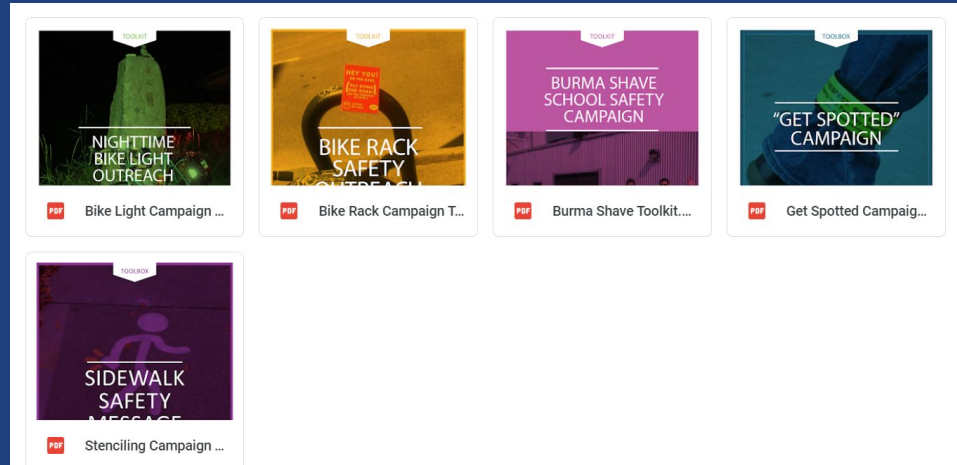 TOOLKIT
NIGHTTIME
BIKE LIGHT
OUTREACH
PDF Bike Light Campaign ...
TOOLKIT
HEY YOU!
BIKE RACK
SAFETY
OUTREACH
PDF Bike Rack Campaign T...
TOOLKIT
BURMA SHAVE
SCHOOL SAFETY
CAMPAIGN
PDF Burma Shave Toolkit....
TOOLBOX
“GET SPOTTED”
CAMPAIGN
PDF Get Spotted Campaig...
TOOLBOX
SIDEWALK
SAFETY
MESSAGE
PDF Stenciling Campaign ...